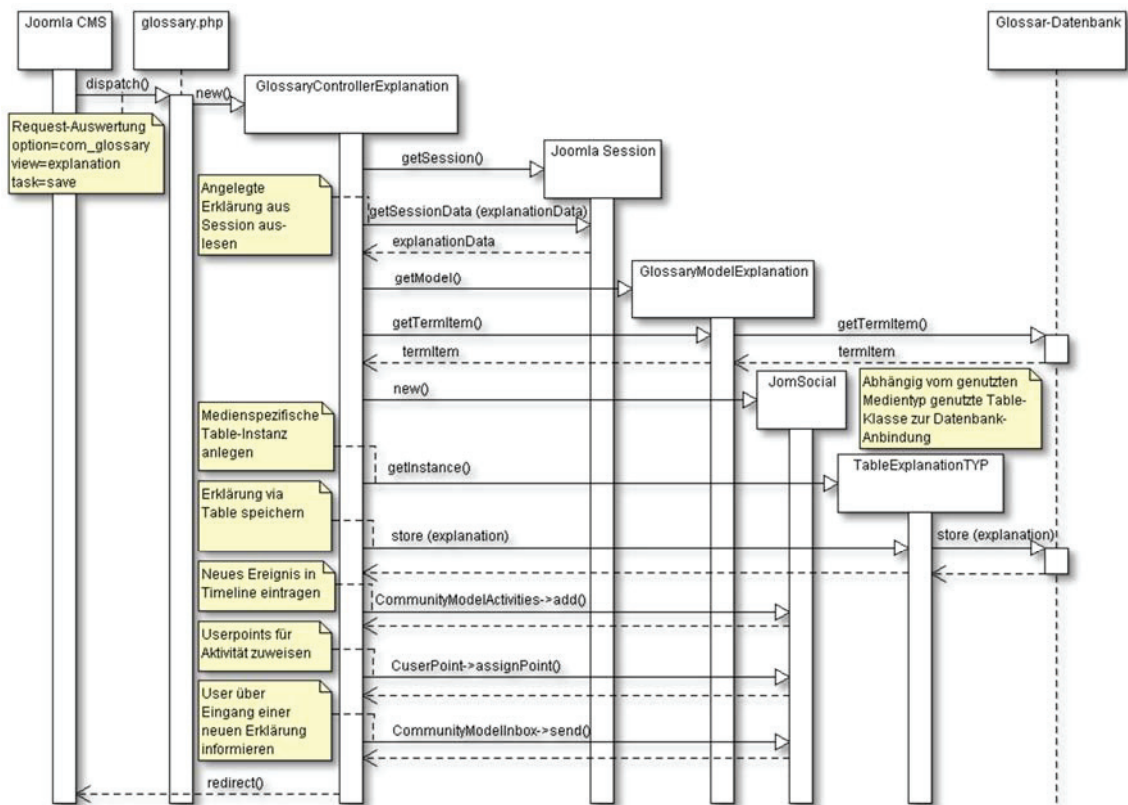 Joomla CMS
glossary.php
Glossar-Datenbank
dispatch()
new()
GlossaryControllerExplanation
Request-Auswertung
option=com_glossary
view=explanation
task=save
getSession()
Joomla Session
Angelegte
Erklärung aus
Session aus-
lesen
getSessionData (explanationData)
explanationData
getModel()
GlossaryModelExplanation
getTermItem()
getTermItem()
termItem
termItem
new()
JomSocial
Abhängig vom genutzten
Medientyp genutzte Table-
Klasse zur Datenbank-
Anbindung
Medienspezifische
Table-Instanz
anlegen
getInstance()
TableExplanationTYP
Erklärung via
Table speichern
store (explanation)
store (explanation)
Neues Ereignis in
Timeline eintragen
CommunityModelActivities->add()
Userpoints für
Aktivität zuweisen
CuserPoint->assignPoint()
User über
Eingang einer
neuen Erklärung
informieren
CommunityModelInbox->send()
redirect()